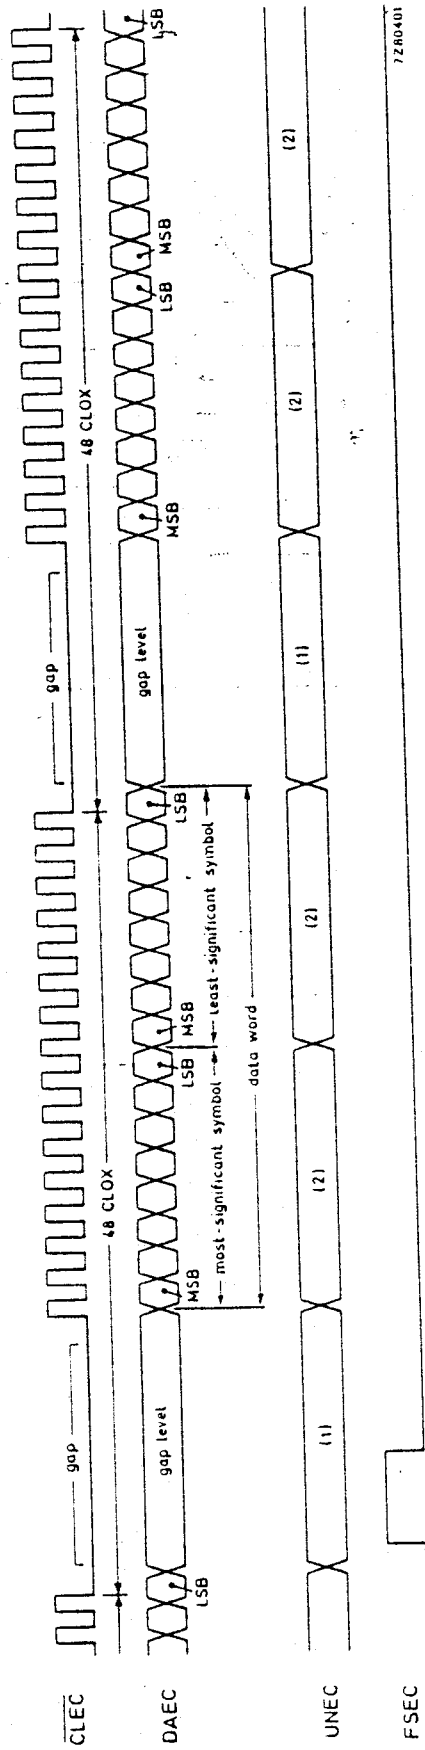 CLEC
gap
48 CLOX
gap
48 CLOX
DAEC
LSB
gap level
MSB
LSB
MSB
LSB
gap level
MSB
LSB
MSB
LSB
most-significant symbol
least-significant symbol
data word
UNEC
(1)
(2)
(2)
(1)
(2)
(2)
FSEC
7Z80401